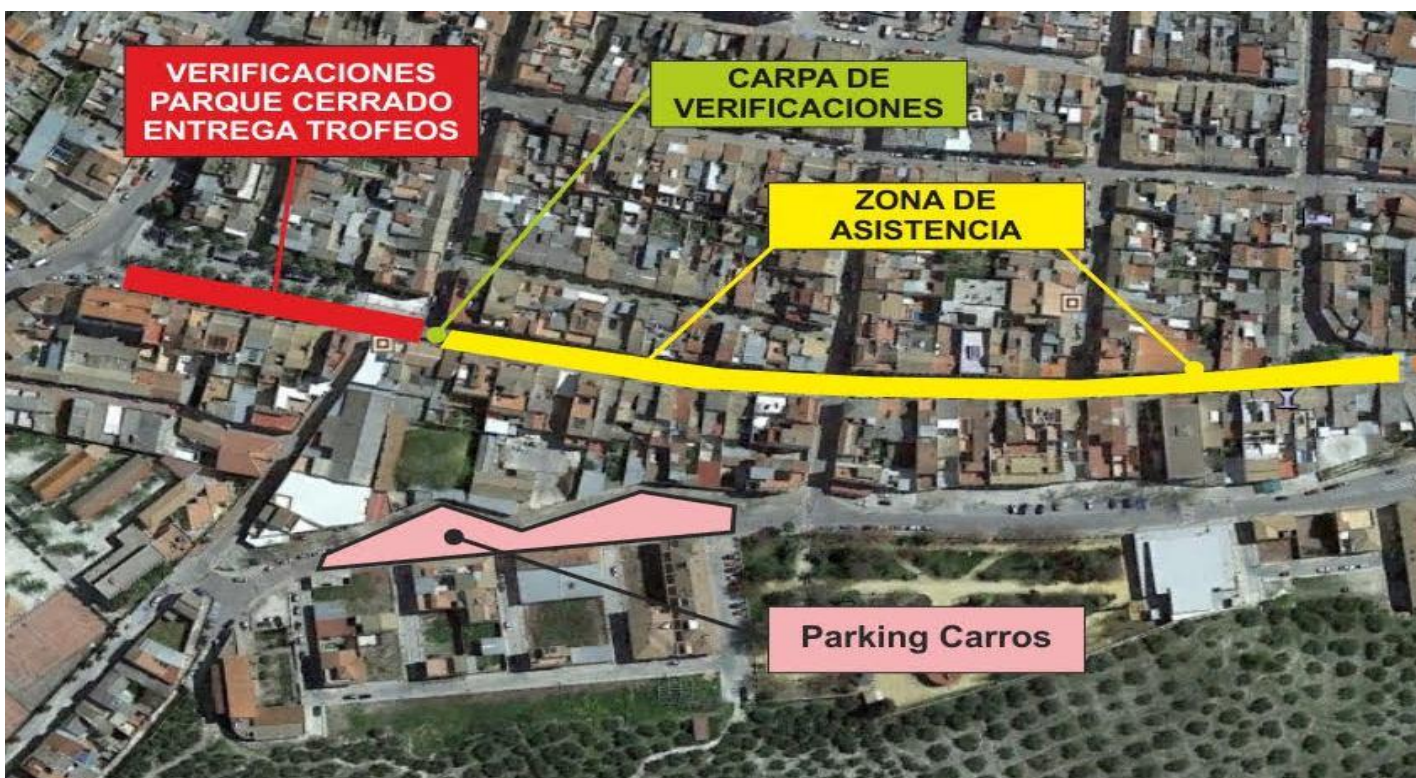 VERIFICACIONES
PARQUE CERRADO
ENTREGA TROFEOS
CARPA DE
VERIFICACIONES
a
ZONA DE
ASISTENCIA
Parking Carros